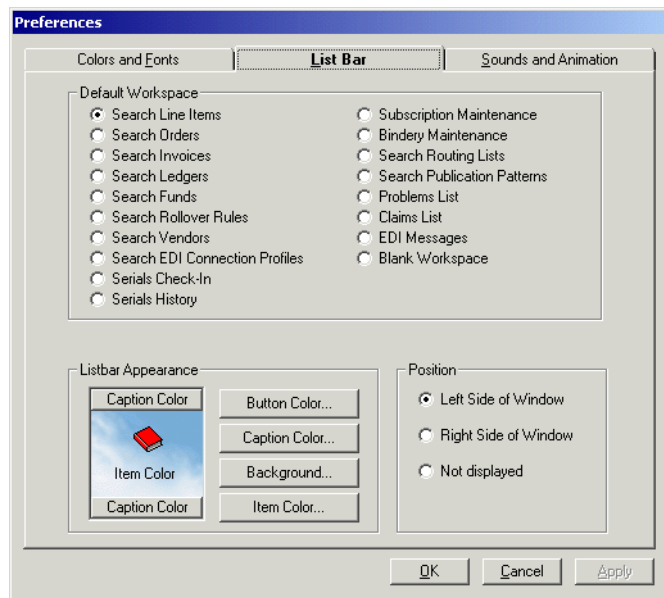 Preferences
Colors and Fonts
List Bar
Sounds and Animation
Default Workspace
Search Line Items
Search Orders
Search Invoices
Search Ledgers
Search Funds
Search Rollover Rules
Search Vendors
Search EDI Connection Profiles
Serials Check-In
Serials History
Subscription Maintenance
Bindery Maintenance
Search Routing Lists
Search Publication Patterns
Problems List
Claims List
EDI Messages
Blank Workspace
Listbar Appearance
Caption Color
Item Color
Caption Color
Button Color...
Caption Color...
Background...
Item Color...
Position
Left Side of Window
Right Side of Window
Not displayed
OK
Cancel
Apply